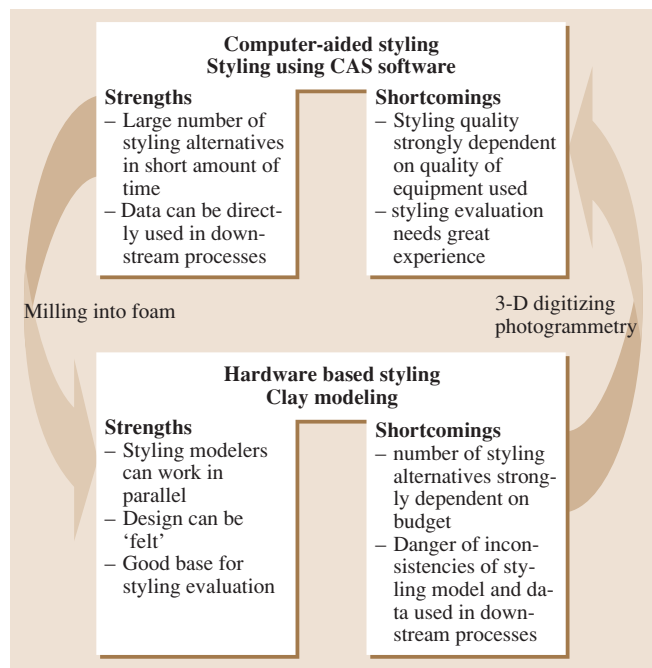 Computer-aided styling
Styling using CAS software
Strengths
– Large number of
styling alternatives
in short amount of
time
– Data can be direct-
ly used in down-
stream processes
Shortcomings
– Styling quality
strongly dependent
on quality of
equipment used
– styling evaluation
needs great
experience
Milling into foam
3-D digitizing
photogrammetry
Hardware based styling
Clay modeling
Strengths
– Styling modelers
can work in
parallel
– Design can be
‘felt’
– Good base for
styling evaluation
Shortcomings
– number of styling
alternatives strong-
ly dependent on
budget
– Danger of incon-
sistencies of sty-
ling model and da-
ta used in down-
stream processes